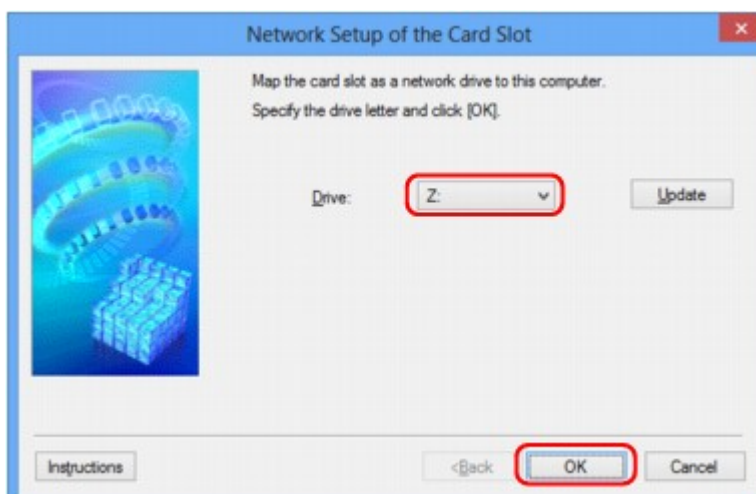 Network Setup of the Card Slot
Map the card slot as a network drive to this computer.
Specify the drive letter and click [OK].
Drive: Z: Update
Instructions <Back OK Cancel